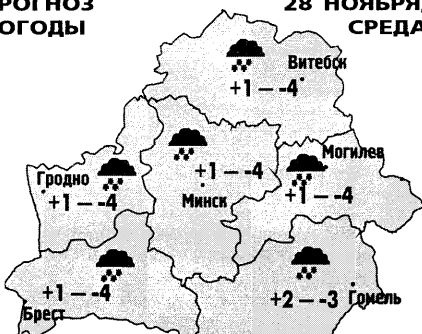 РОГНОЗ
ОГОДЫ
28 НОЯБРЯ,
СРЕДА
Витебск
+1 – -4
+1 – -4
Минск
Могилев
+1 – -4
Гродно
+1 – -4
+1 – -4
Брест
+2 – -3 Гомель